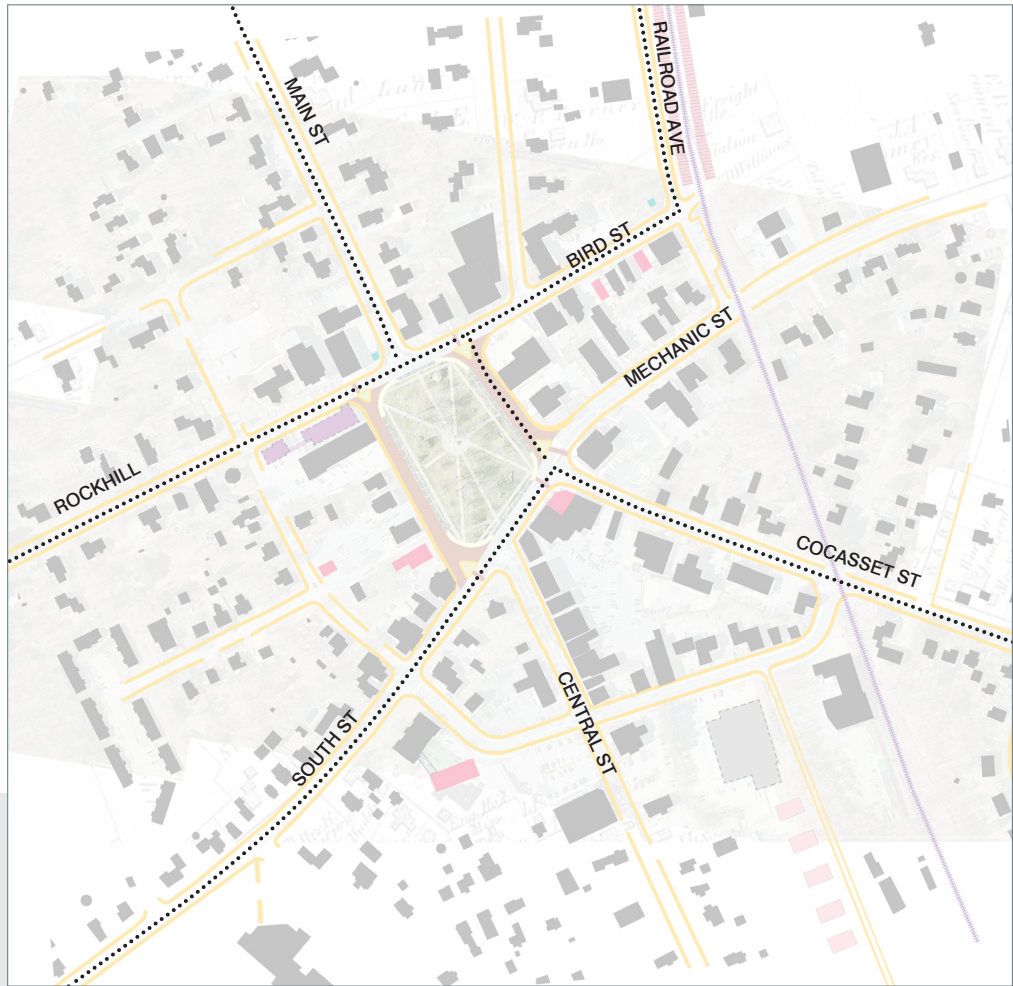 RAILROAD AVE
MAIN ST
BIRD ST
MECHANIC ST
ROCKHILL
COCASSET ST
CENTRAL ST
SOUTH ST